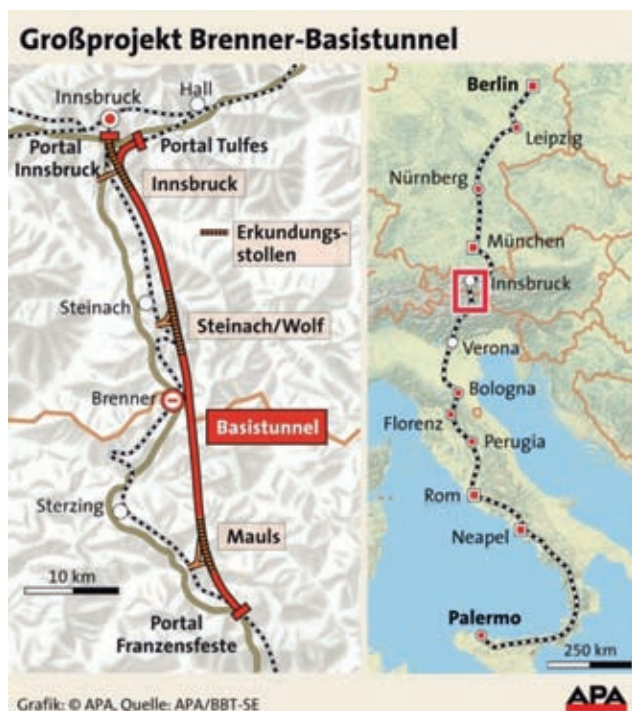 Großprojekt Brenner-Basistunnel
Innsbruck
Hall
Portal
Innsbruck
Portal Tulfes
Innsbruck
Erkundungs-
stollen
Steinach
Steinach/Wolf
Brenner
Basistunnel
Sterzing
Mauls
10 km
Portal
Franzensfeste
Berlin
Leipzig
Nürnberg
München
Innsbruck
Verona
Bologna
Florenz
Perugia
Rom
Neapel
Palermo
250 km
Grafik: © APA, Quelle: APA/BBT-SE
APA